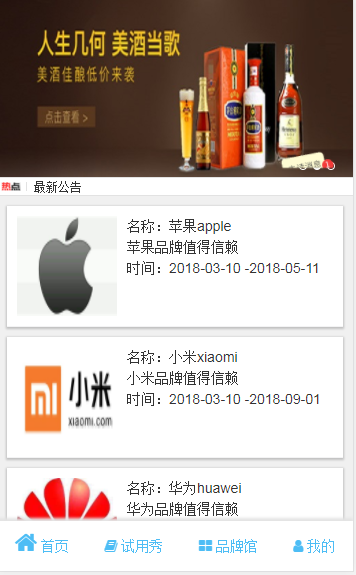 人生几何 美酒当歌
美酒佳酿低价来袭
点击查看 >
热点 最新公告
名称：苹果apple
苹果品牌值得信赖
时间：2018-03-10 -2018-05-11
小米
xiaomi.com
名称：小米xiaomi
小米品牌值得信赖
时间：2018-03-10 -2018-09-01
名称：华为huawei
华为品牌值得信赖
首页 试用秀 品牌馆 我的